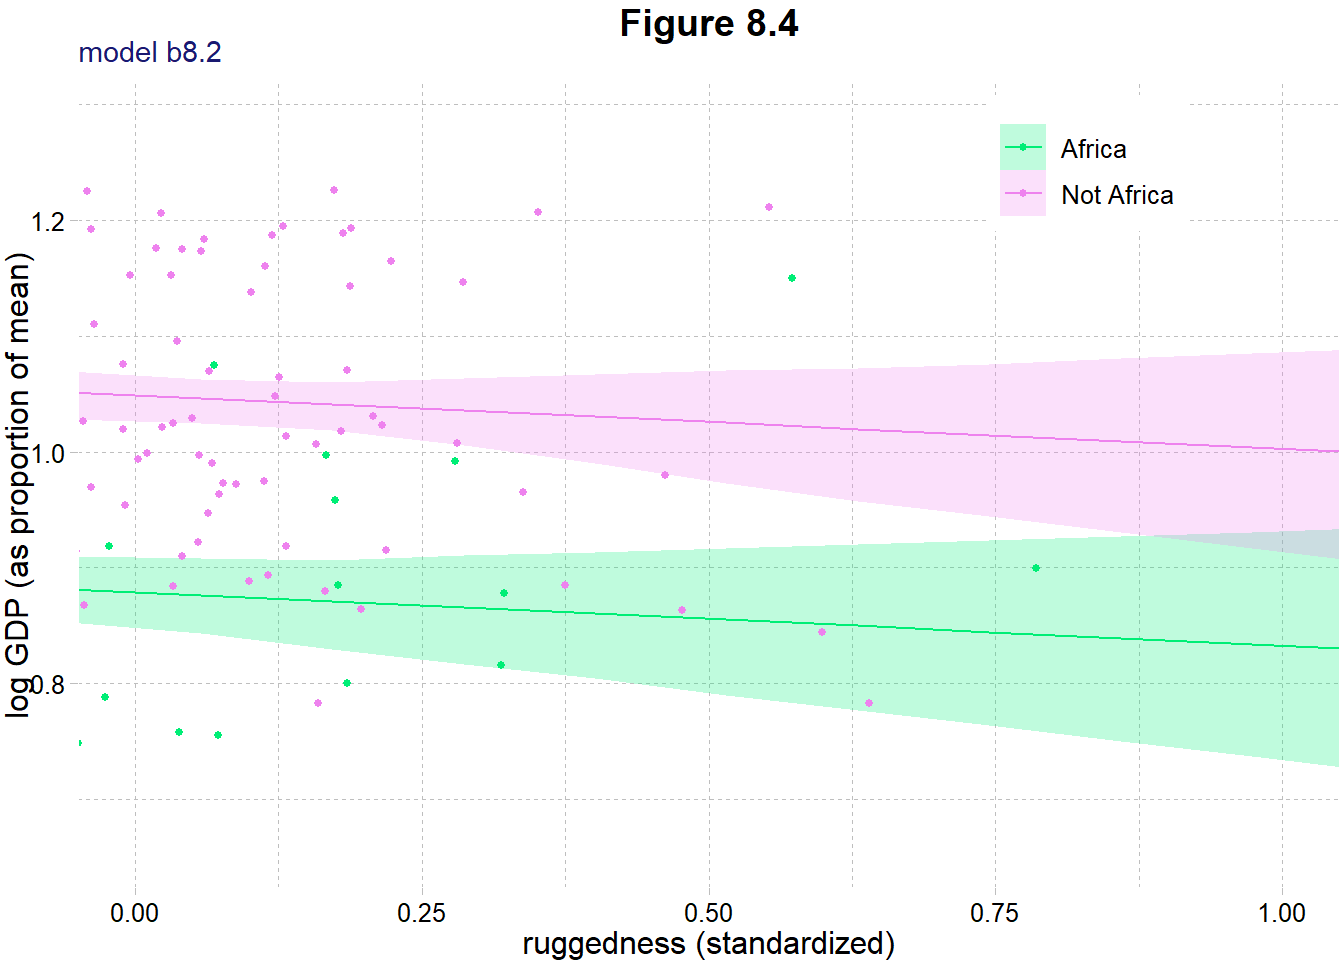 Figure 8.4
model b8.2
Africa
Not Africa
log GDP (as proportion of mean)
1.2
1.0
0.8
0.00 0.25 0.50 0.75 1.00
ruggedness (standardized)